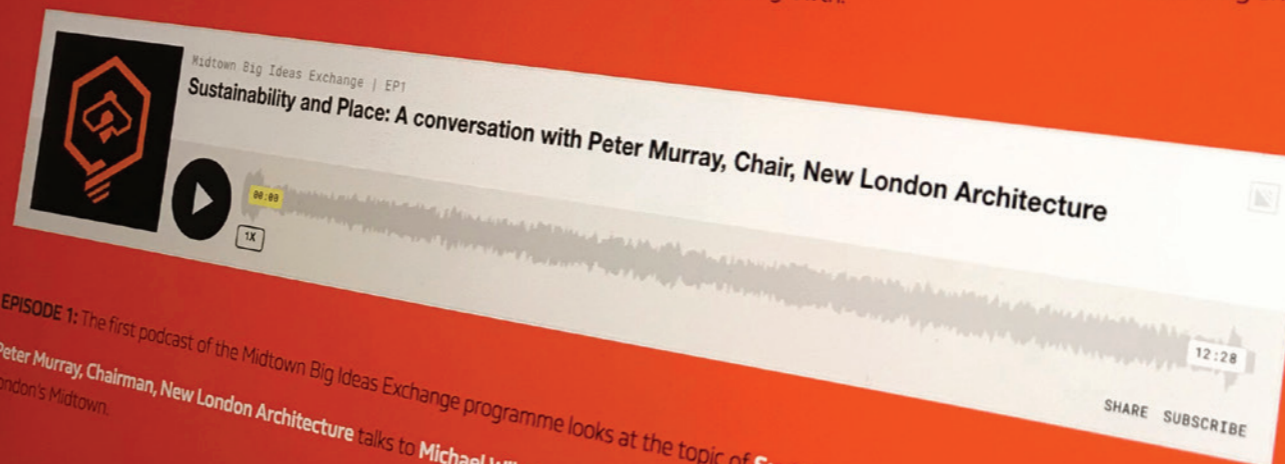 Midtown Big Ideas Exchange | EP1
Sustainability and Place: A conversation with Peter Murray, Chair, New London Architecture
00:00
1X
12:28
SHARE SUBSCRIBE
EPISODE 1: The first podcast of the Midtown Big Ideas Exchange programme looks at the topic of
Peter Murray, Chairman, New London Architecture talks to Michael
London's Midtown.